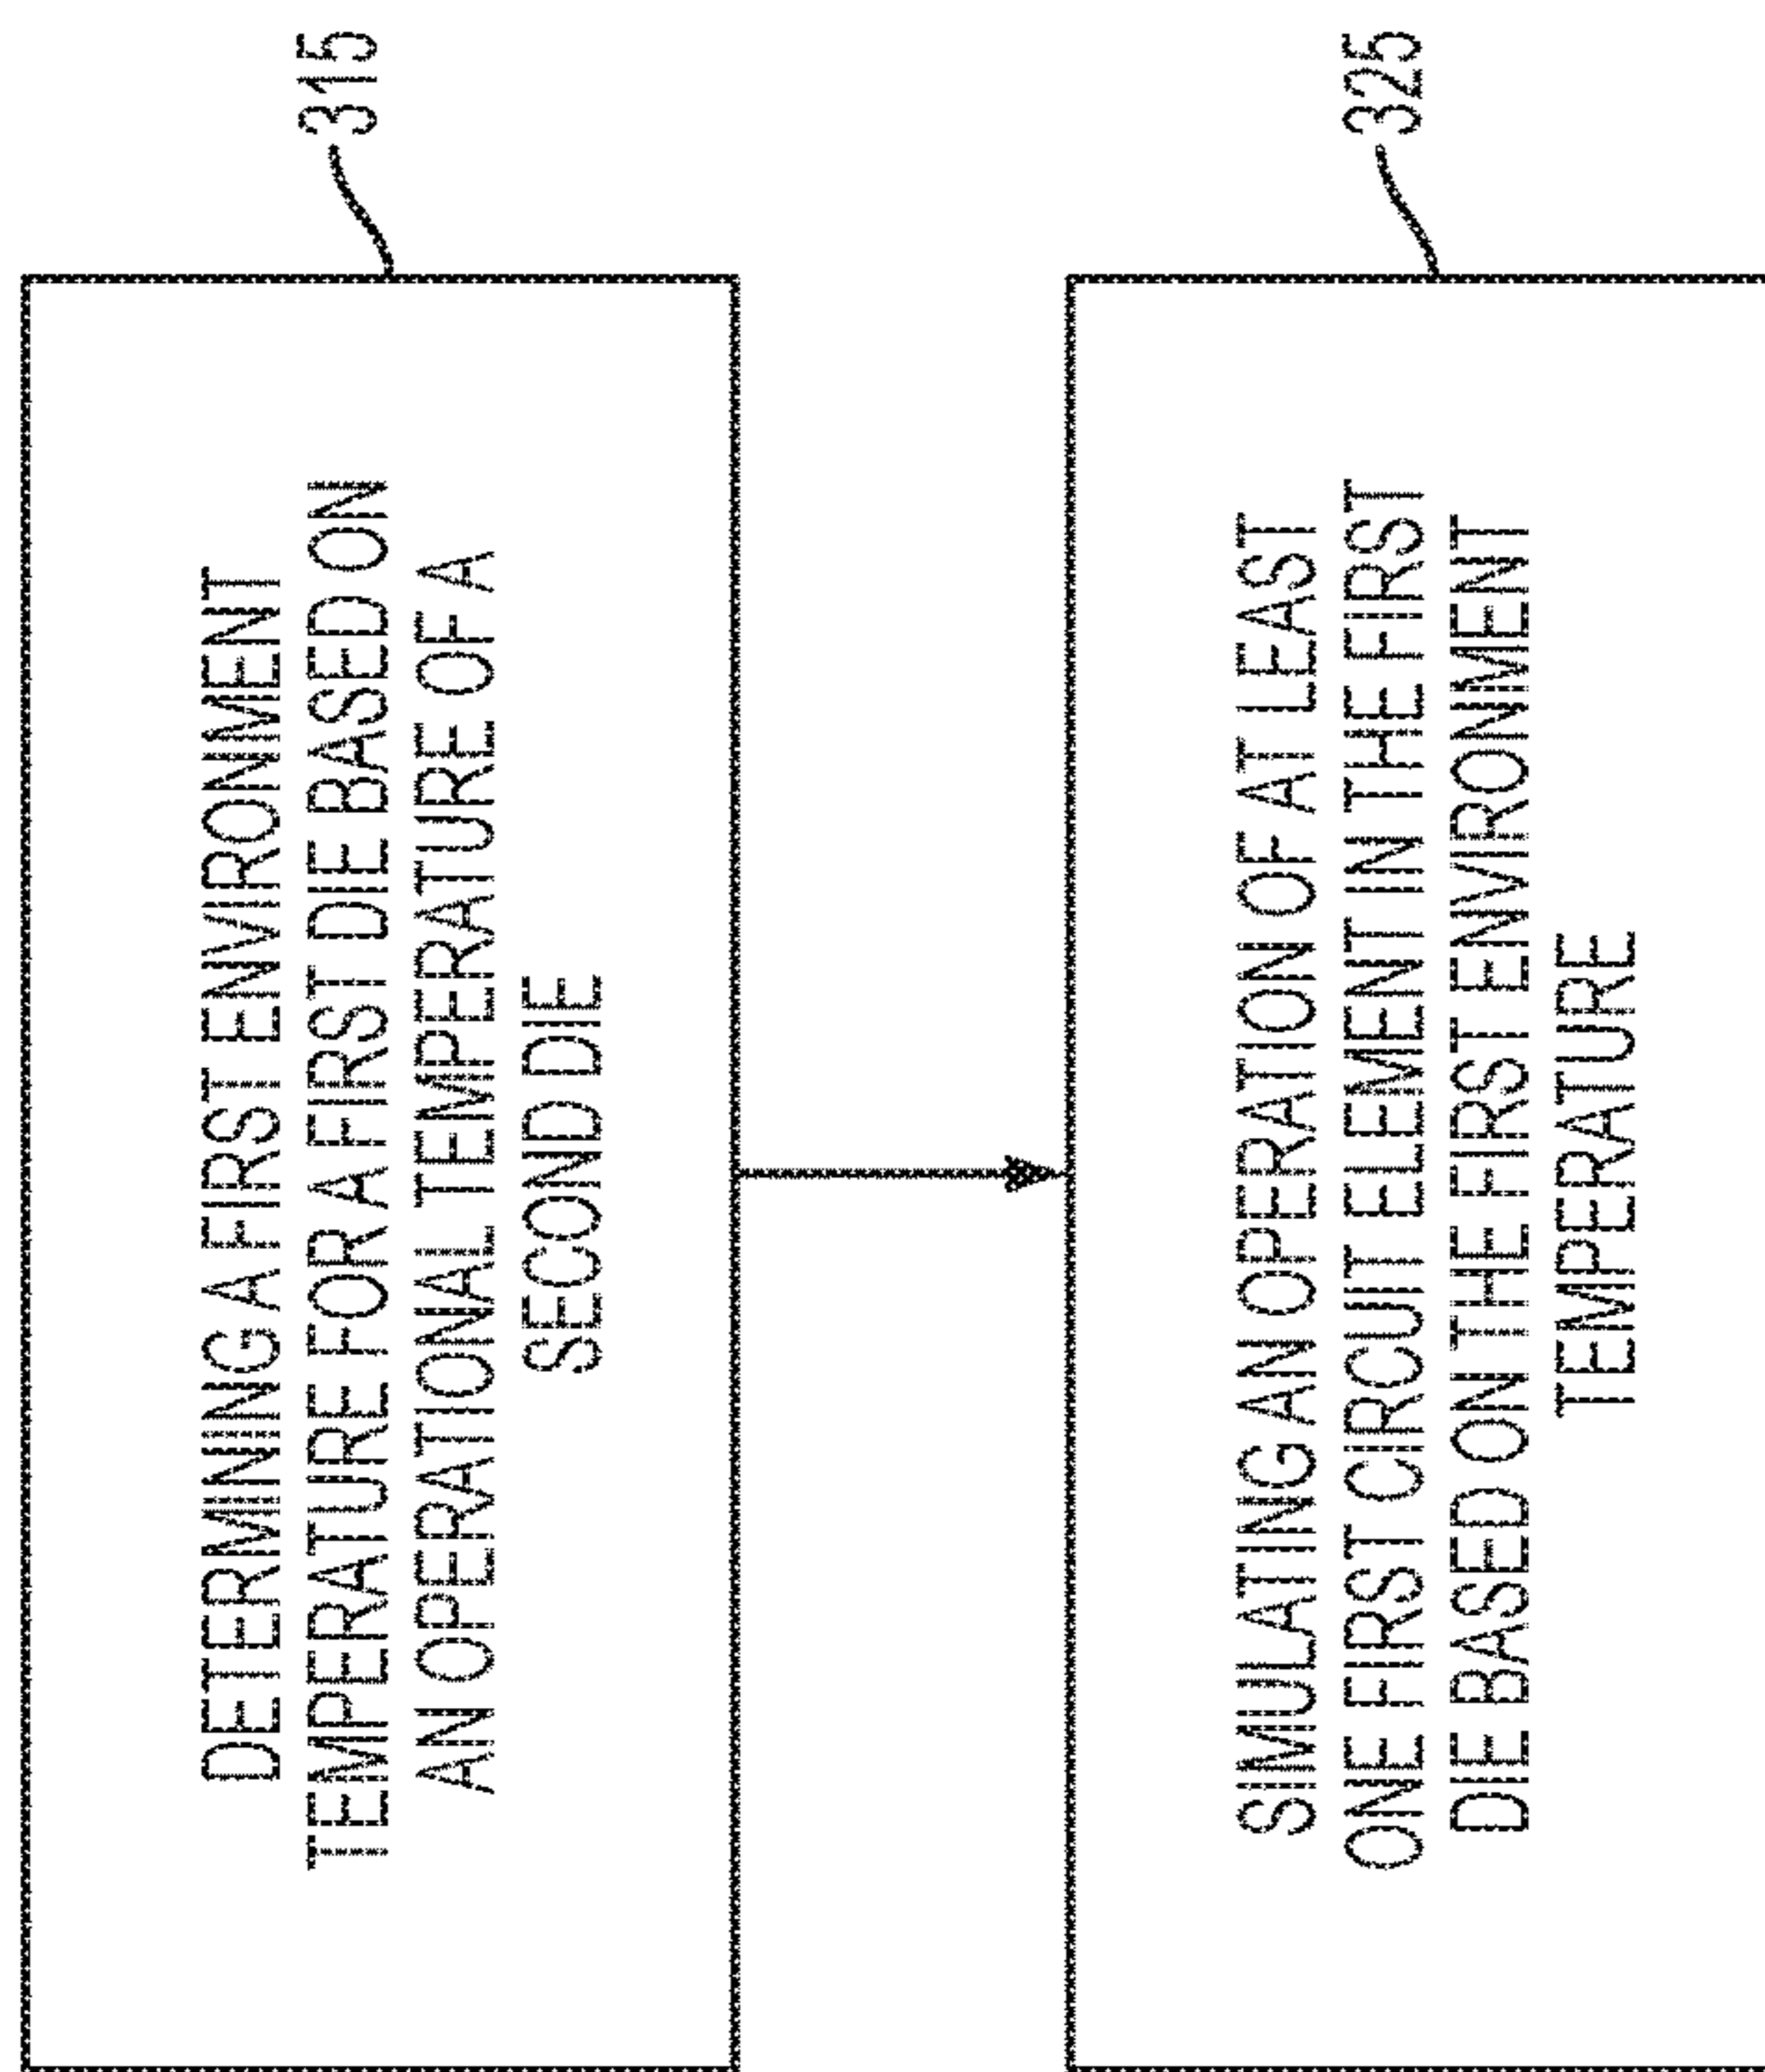 DETERMINING A FIRST ENVIRONMENT
TEMPERATURE FOR A FIRST DIE BASED ON
AN OPERATIONAL TEMPERATURE OF A
SECOND DIE
315
SIMULATING AN OPERATION OF AT LEAST
ONE FIRST CIRCUIT ELEMENT IN THE FIRST
DIE BASED ON THE FIRST ENVIRONMENT
TEMPERATURE
325